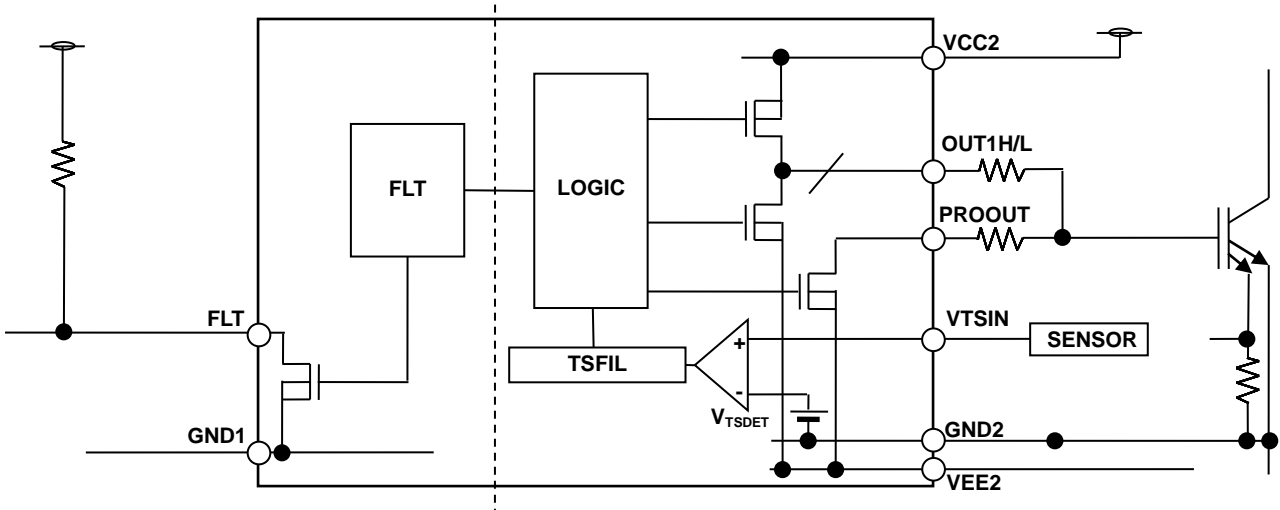 VCC2
OUT1H/L
FLT
LOGIC
PROOUT
FLT
VTSIN
SENSOR
+
TSFIL
-
VTSDET
GND1
GND2
VEE2